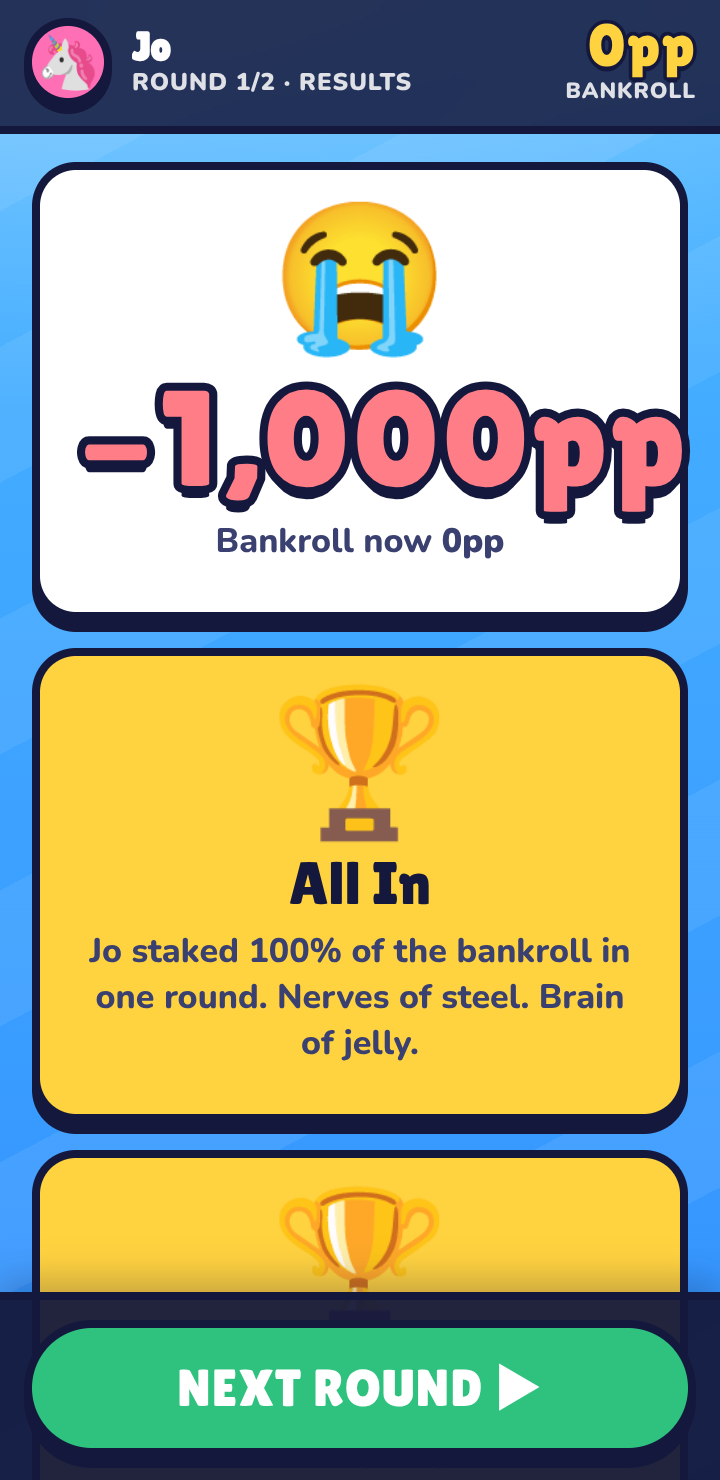 Jo
ROUND 1/2 · RESULTS
0pp
BANKROLL
–1,000pp
Bankroll now 0pp
All In
Jo staked 100% of the bankroll in
one round. Nerves of steel. Brain
of jelly.
NEXT ROUND ▶